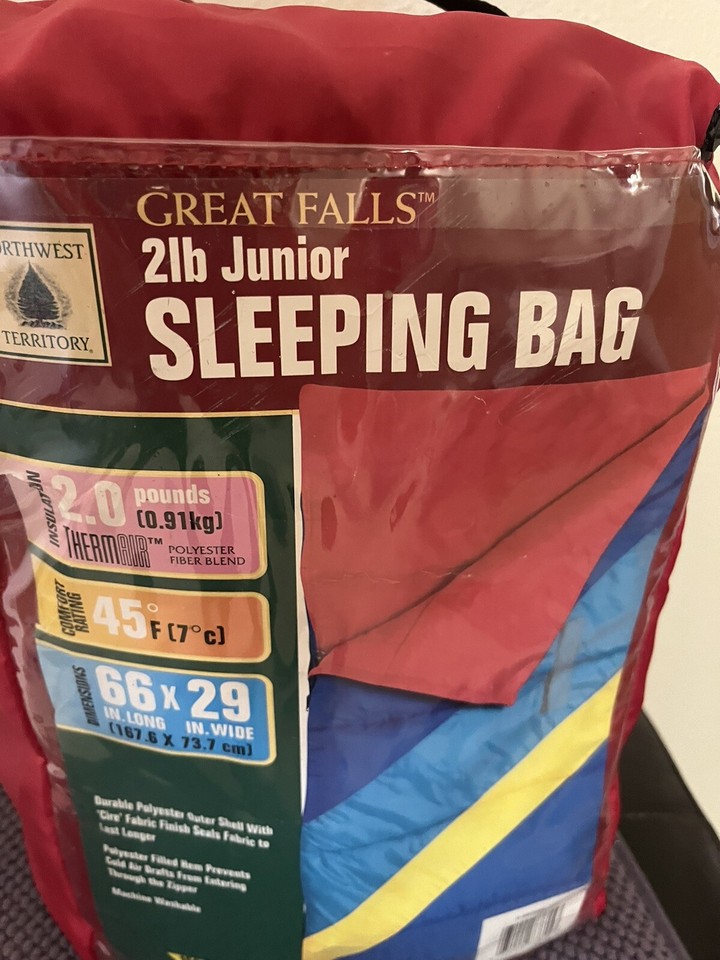 GREAT FALLS™
2lb Junior
SLEEPING BAG
ORTHWEST
TERRITORY®
INSULATION
2.0 pounds
(0.91kg)
THERMAIR™ POLYESTER
FIBER BLEND
COMFORT
RATING
45°F (7°c)
DIMENSIONS
66 x 29
IN. LONG IN. WIDE
(167.6 X 73.7 cm)
Durable Polyester Outer Shell With
'Cire' Fabric Finish Seals Fabric to
Last Longer
Polyester Filled Hem Prevents
Cold Air Drafts From Entering
Through the Zipper
Machine Washable